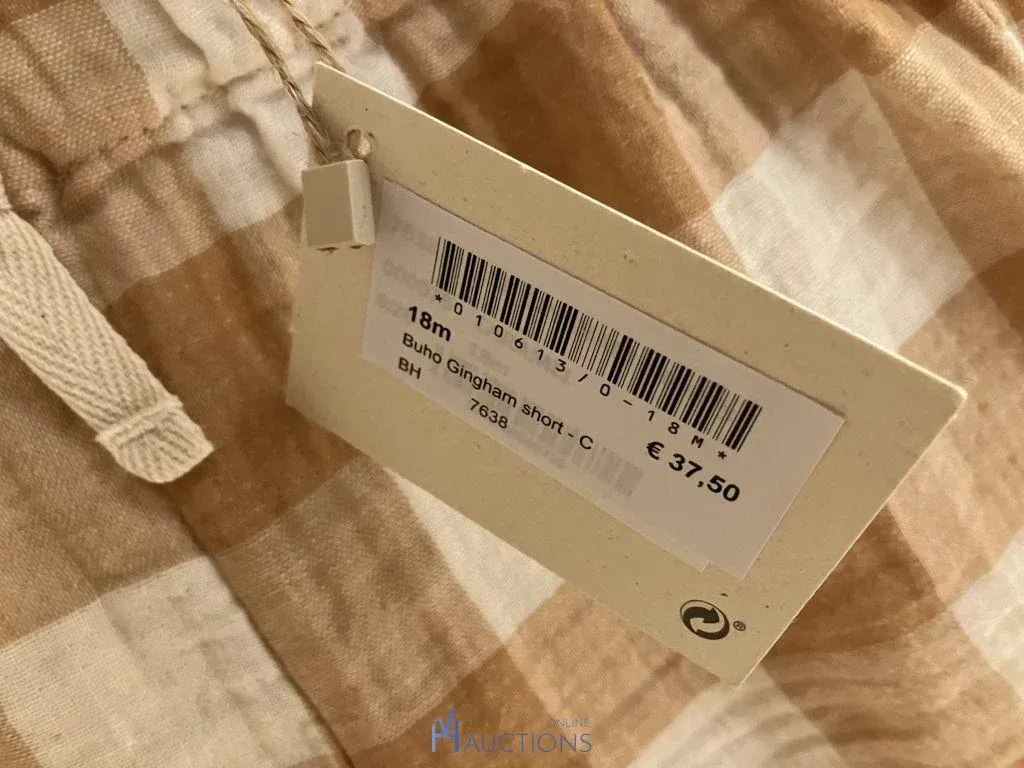 *010613/0-18M*
18m
€ 37,50
Buho Gingham short - C
BH
7638
®
ONLINE
AUCTIONS